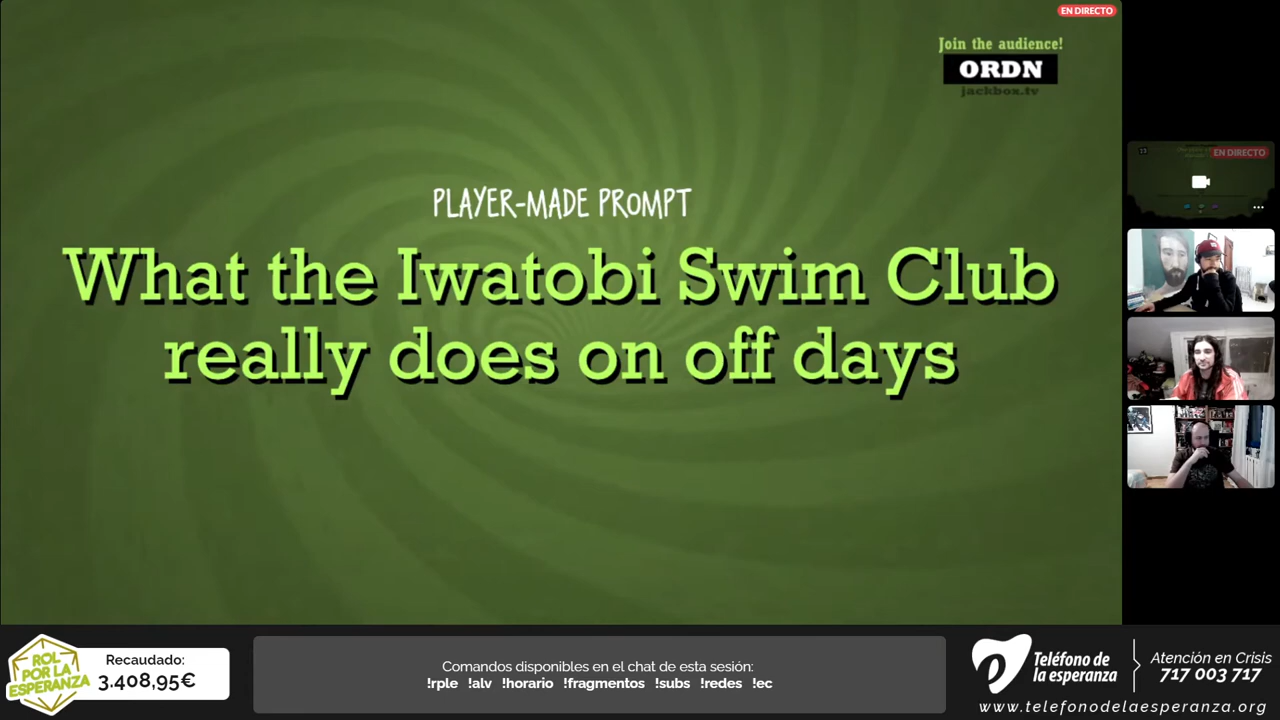 EN DIRECTO
Join the audience!
ORDN
jackbox.tv
PLAYER-MADE PROMPT
What the Iwatobi Swim Club
really does on off days
EN DIRECTO
ROL
POR LA
ESPERANZA
Recaudado:
3.408,95€
Comandos disponibles en el chat de esta sesión:
!rple !alv !horario !fragmentos !subs !redes !ec
Teléfono de
la esperanza
Atención en Crisis
717 003 717
www.telefonodelaesperanza.org